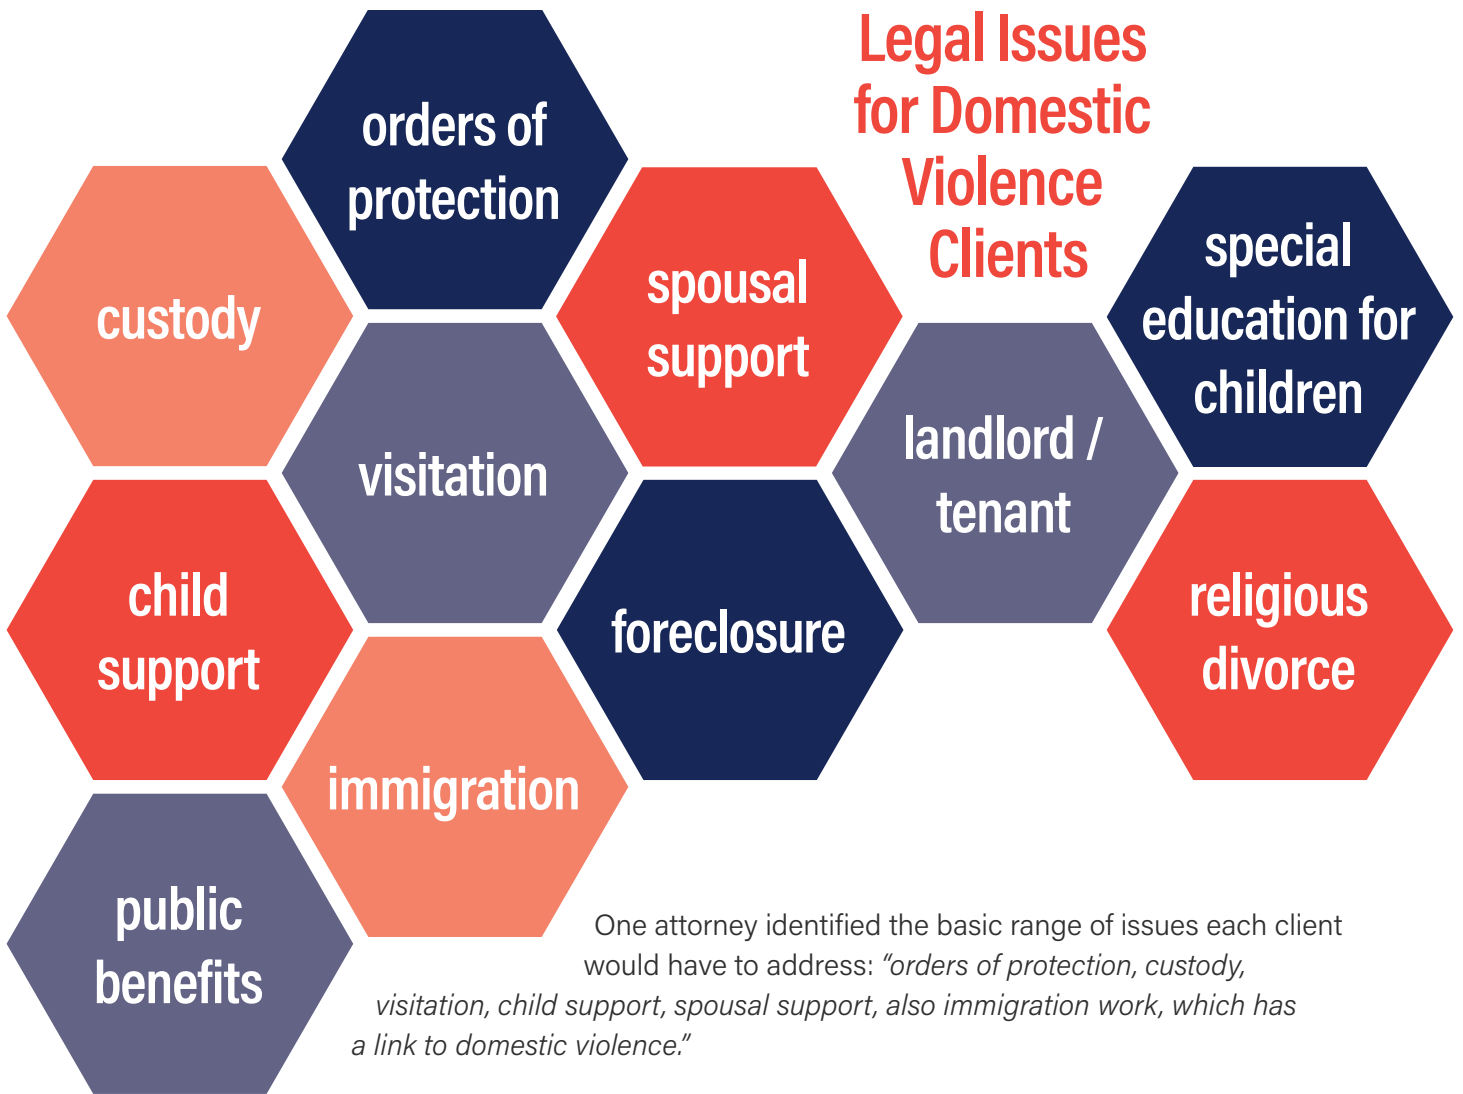 Legal Issues
for Domestic
Violence
Clients
orders of
protection
custody
spousal
support
special
education for
children
visitation
landlord /
tenant
child
support
foreclosure
religious
divorce
immigration
public
benefits
One attorney identified the basic range of issues each client
would have to address: “orders of protection, custody,
visitation, child support, spousal support, also immigration work, which has
a link to domestic violence.”